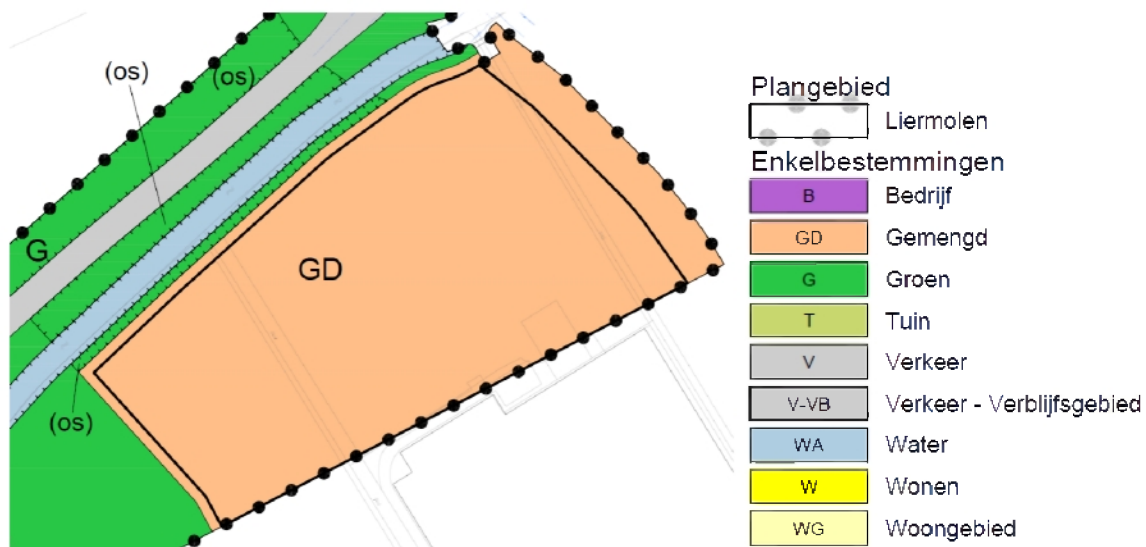 (os)
(os)
G
GD
(os)
Plangebied
Liermolen
Enkelbestemmingen
B Bedrijf
GD Gemengd
G Groen
T Tuin
V Verkeer
V-VB Verkeer - Verblijfsgebied
WA Water
W Wonen
WG Woongebied